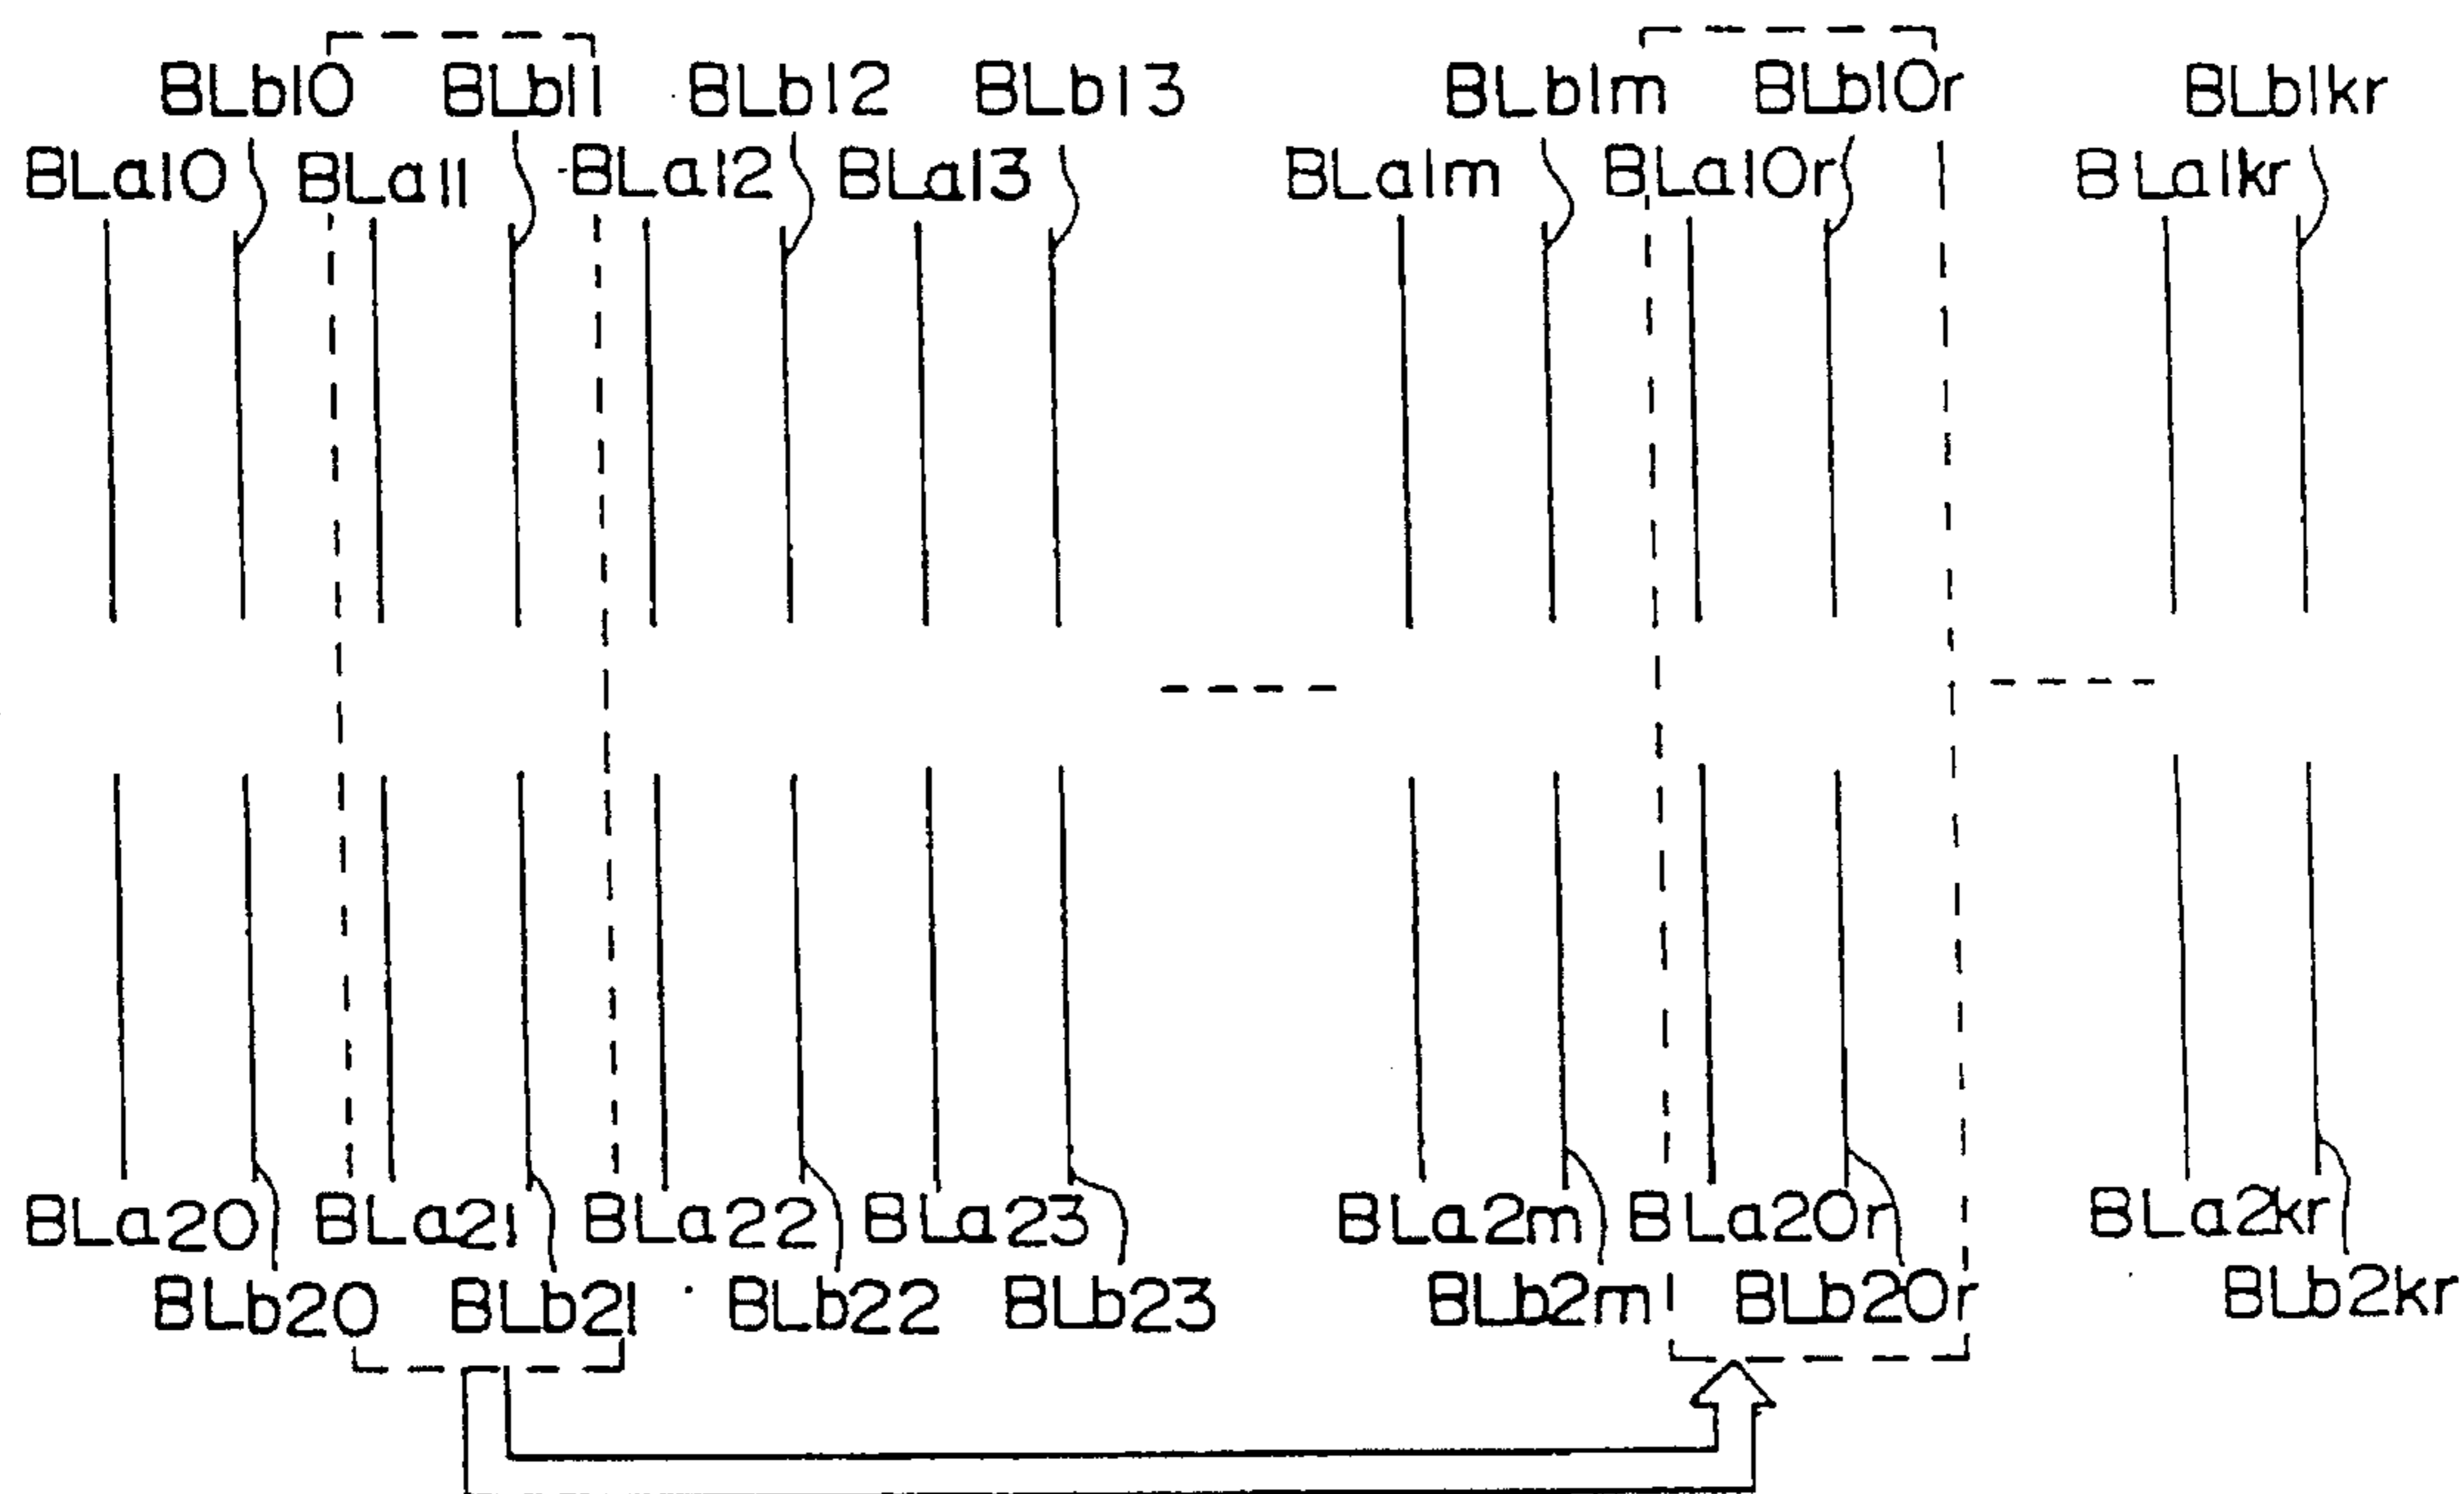 BLb10 BLb11 BLb12 BLb13 BLb1m BLb10r BLb1kr
BLa10 BLa11 BLa12 BLa13 BLa1m BLa10r BLa1kr
BLa20 BLa21 BLa22 BLa23 BLa2m BLa20r BLa2kr
BLb20 BLb21 BLb22 BLb23 BLb2m BLb20r BLb2kr